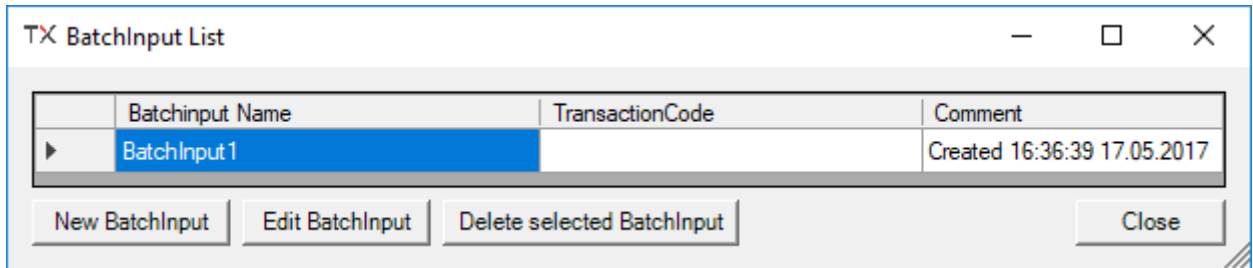 TX BatchInput List
Batchinput Name TransactionCode Comment
BatchInput1 Created 16:36:39 17.05.2017
New BatchInput Edit BatchInput Delete selected BatchInput Close